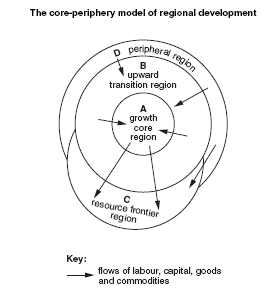 The core-periphery model of regional development
D peripheral region
B
upward
transition region
A
growth
core
region
C
resource frontier
region
Key:
flows of labour, capital, goods
and commodities